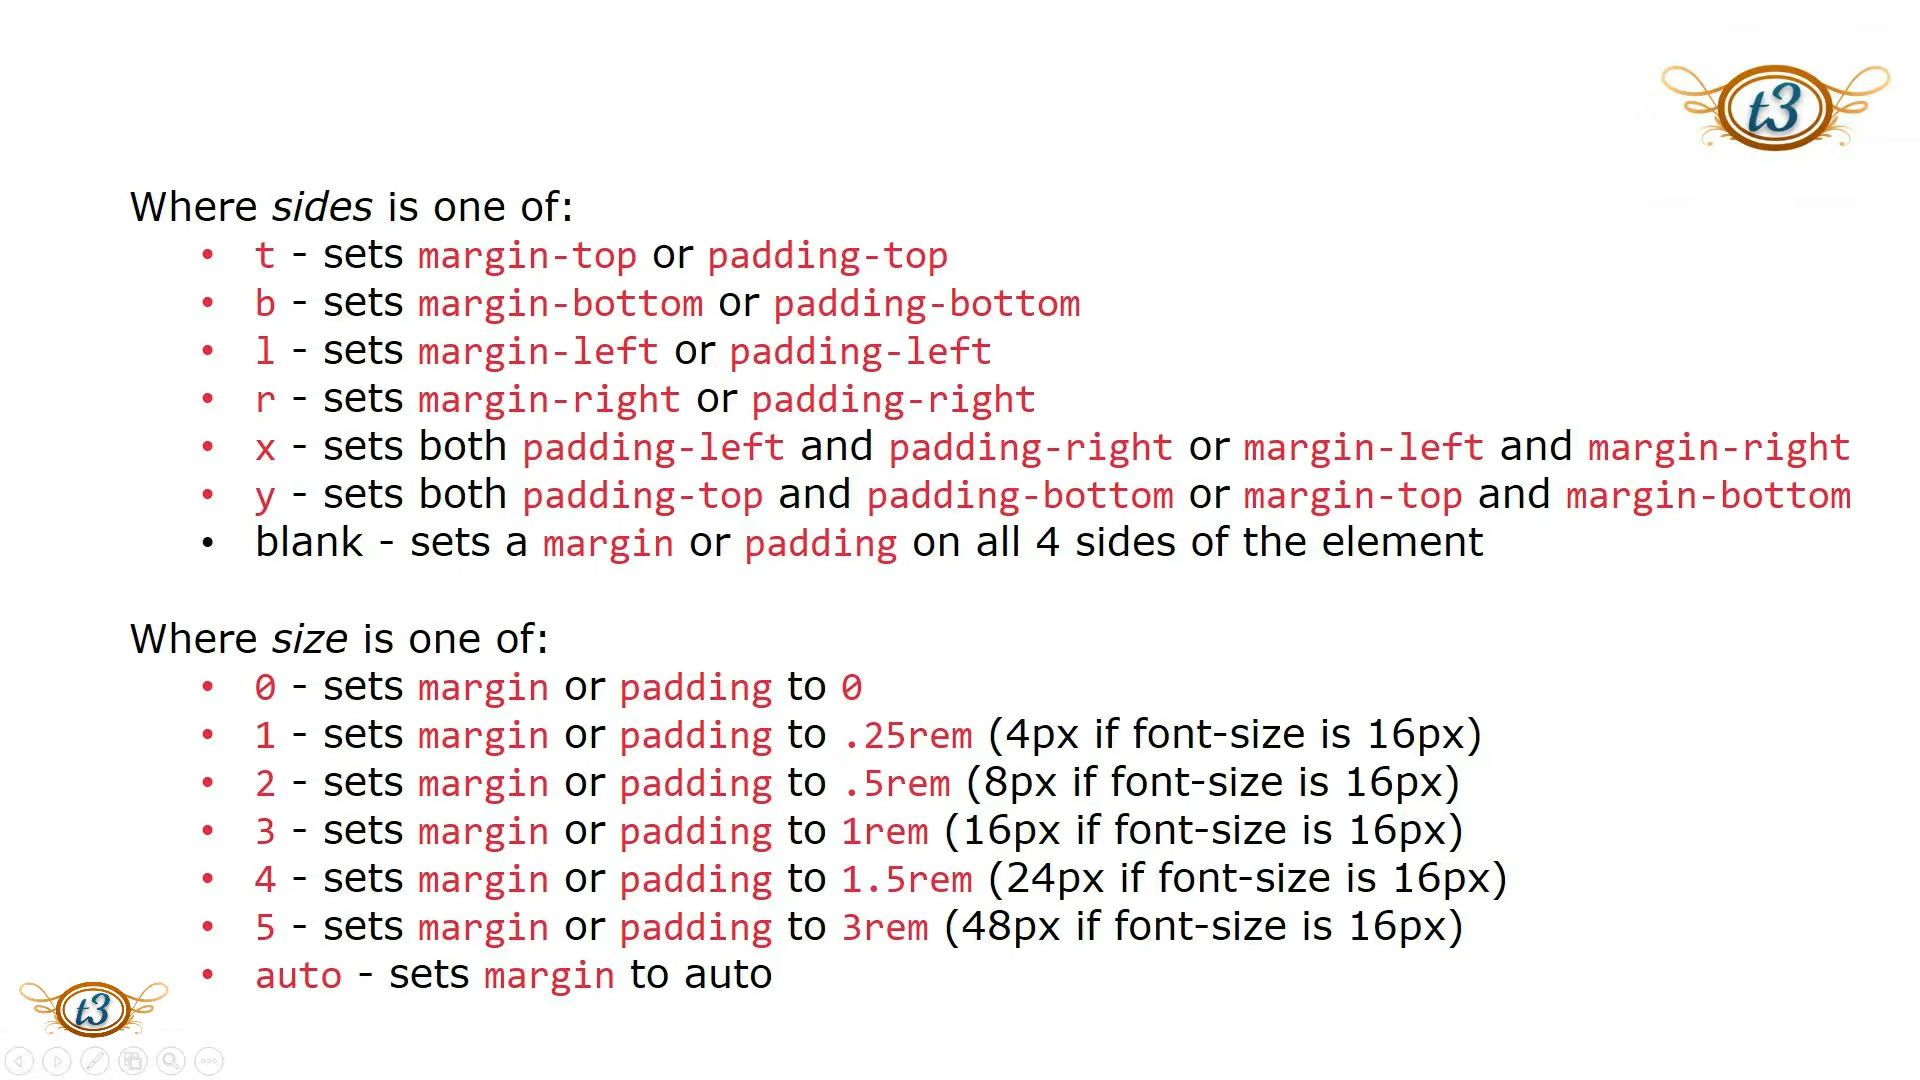 t3
Where sides is one of:
• t - sets margin-top or padding-top
• b - sets margin-bottom or padding-bottom
• l - sets margin-left or padding-left
• r - sets margin-right or padding-right
• x - sets both padding-left and padding-right or margin-left and margin-right
• y - sets both padding-top and padding-bottom or margin-top and margin-bottom
• blank - sets a margin or padding on all 4 sides of the element
Where size is one of:
• 0 - sets margin or padding to 0
• 1 - sets margin or padding to .25rem (4px if font-size is 16px)
• 2 - sets margin or padding to .5rem (8px if font-size is 16px)
• 3 - sets margin or padding to 1rem (16px if font-size is 16px)
• 4 - sets margin or padding to 1.5rem (24px if font-size is 16px)
• 5 - sets margin or padding to 3rem (48px if font-size is 16px)
• auto - sets margin to auto
t3